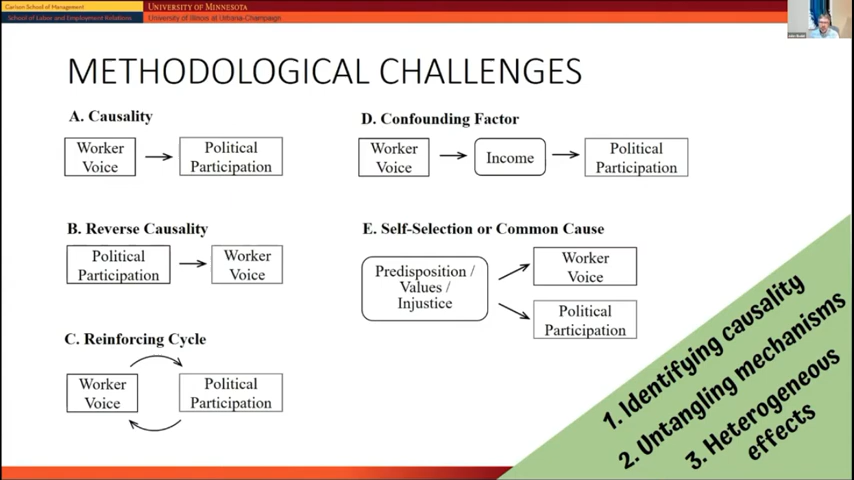 Carlson School of Management
UNIVERSITY OF MINNESOTA
School of Labor and Employment Relations
University of Illinois at Urbana-Champaign
METHODOLOGICAL CHALLENGES
A. Causality
Worker
Voice
Political
Participation
B. Reverse Causality
Political
Participation
Worker
Voice
C. Reinforcing Cycle
Worker
Voice
Political
Participation
D. Confounding Factor
Worker
Voice
Income
Political
Participation
E. Self-Selection or Common Cause
Predisposition /
Values /
Injustice
Worker
Voice
Political
Participation
1. Identifying causality
2. Untangling mechanisms
3. Heterogeneous
effects